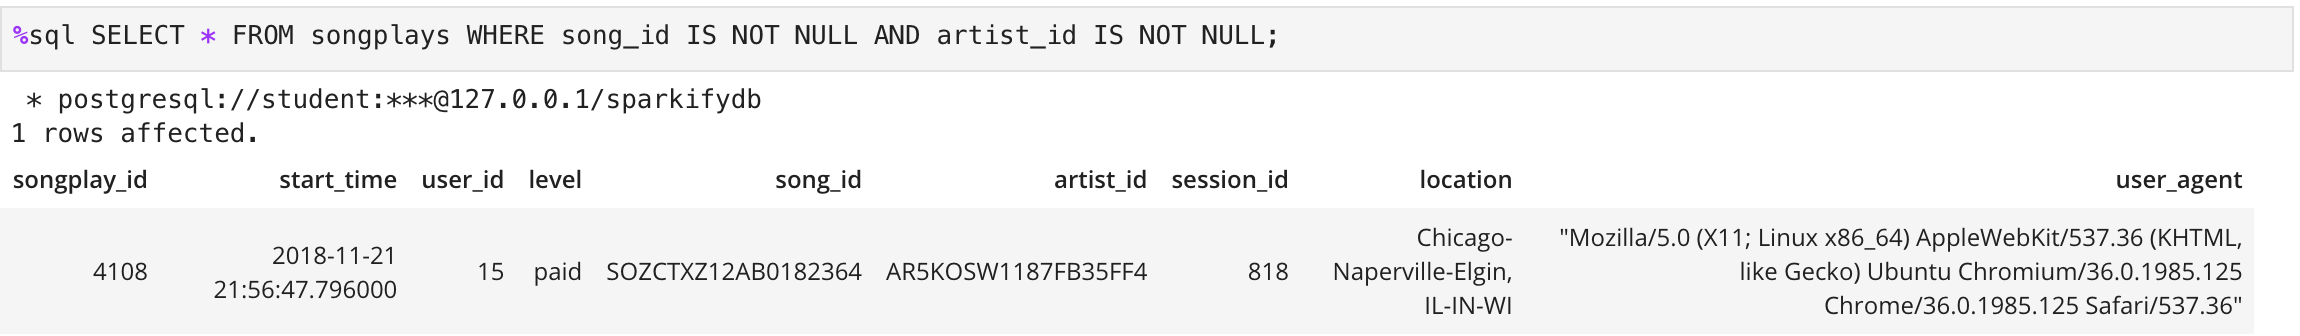 %sql SELECT * FROM songplays WHERE song_id IS NOT NULL AND artist_id IS NOT NULL;
* postgresql://student:***@127.0.0.1/sparkifydb
1 rows affected.
songplay_id start_time user_id level song_id artist_id session_id location user_agent
4108 2018-11-21 21:56:47.796000 15 paid SOZCTXZ12AB0182364 AR5KOSW1187FB35FF4 818 Chicago-Naperville-Elgin, IL-IN-WI "Mozilla/5.0 (X11; Linux x86_64) AppleWebKit/537.36 (KHTML, like Gecko) Ubuntu Chromium/36.0.1985.125 Chrome/36.0.1985.125 Safari/537.36"